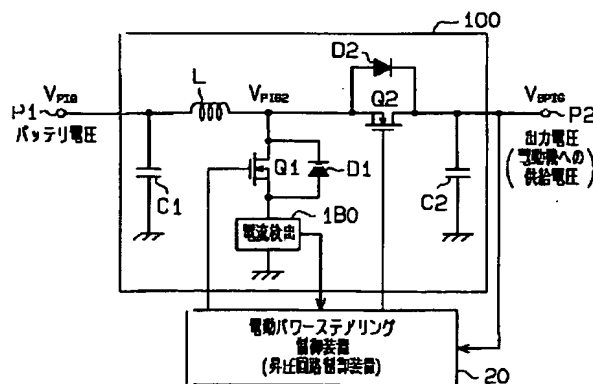 100
D2
L
V_PIG
V_PIG2
Q2
V_BPIG
P1
P2
バッテリ電圧
出力電圧
(電動機への
供給電圧)
Q1
D1
C1
C2
1B0
電流検出
電動パワーステアリング
制御装置
(昇圧回路制御装置)
20